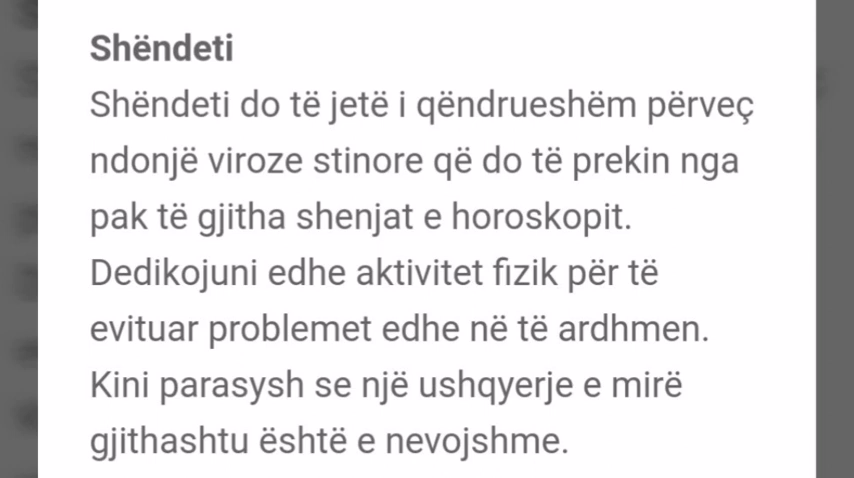 Shëndeti
Shëndeti do të jetë i qëndrueshëm përveç
ndonjë viroze stinore që do të prekin nga
pak të gjitha shenjat e horoskopit.
Dedikojuni edhe aktivitet fizik për të
evituar problemet edhe në të ardhmen.
Kini parasysh se një ushqyerje e mirë
gjithashtu është e nevojshme.